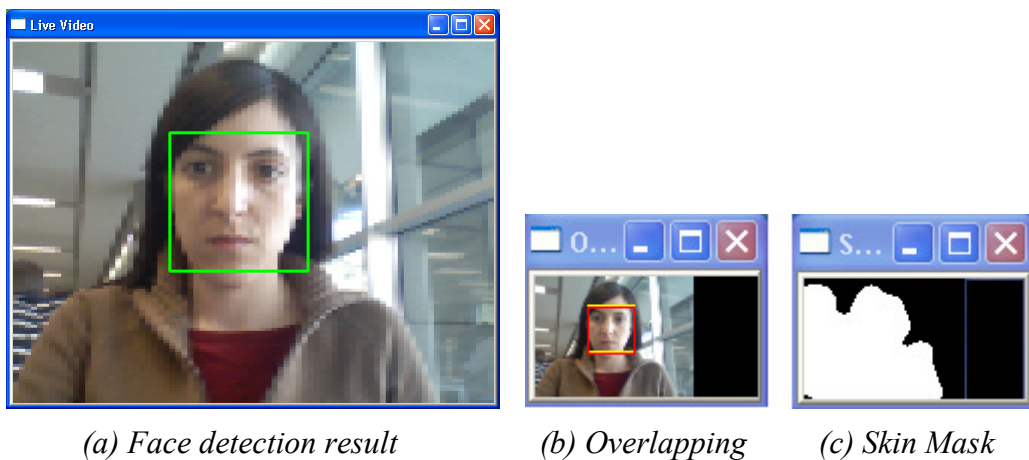 Live Video
O...
S...
(a) Face detection result
(b) Overlapping
(c) Skin Mask